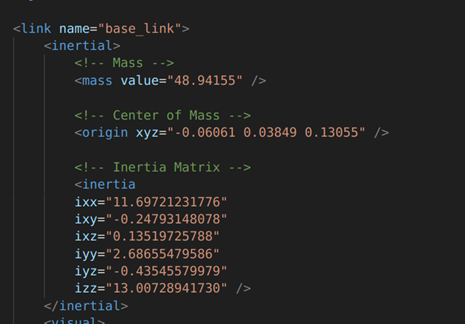 <link name="base_link">
<inertial>
<!-- Mass -->
<mass value="48.94155" />
<!-- Center of Mass -->
<origin xyz="-0.06061 0.03849 0.13055" />
<!-- Inertia Matrix -->
<inertia
ixx="11.69721231776"
ixy="-0.24793148078"
ixz="0.13519725788"
iyy="2.68655479586"
iyz="-0.43545579979"
izz="13.00728941730" />
</inertial>
<visual>